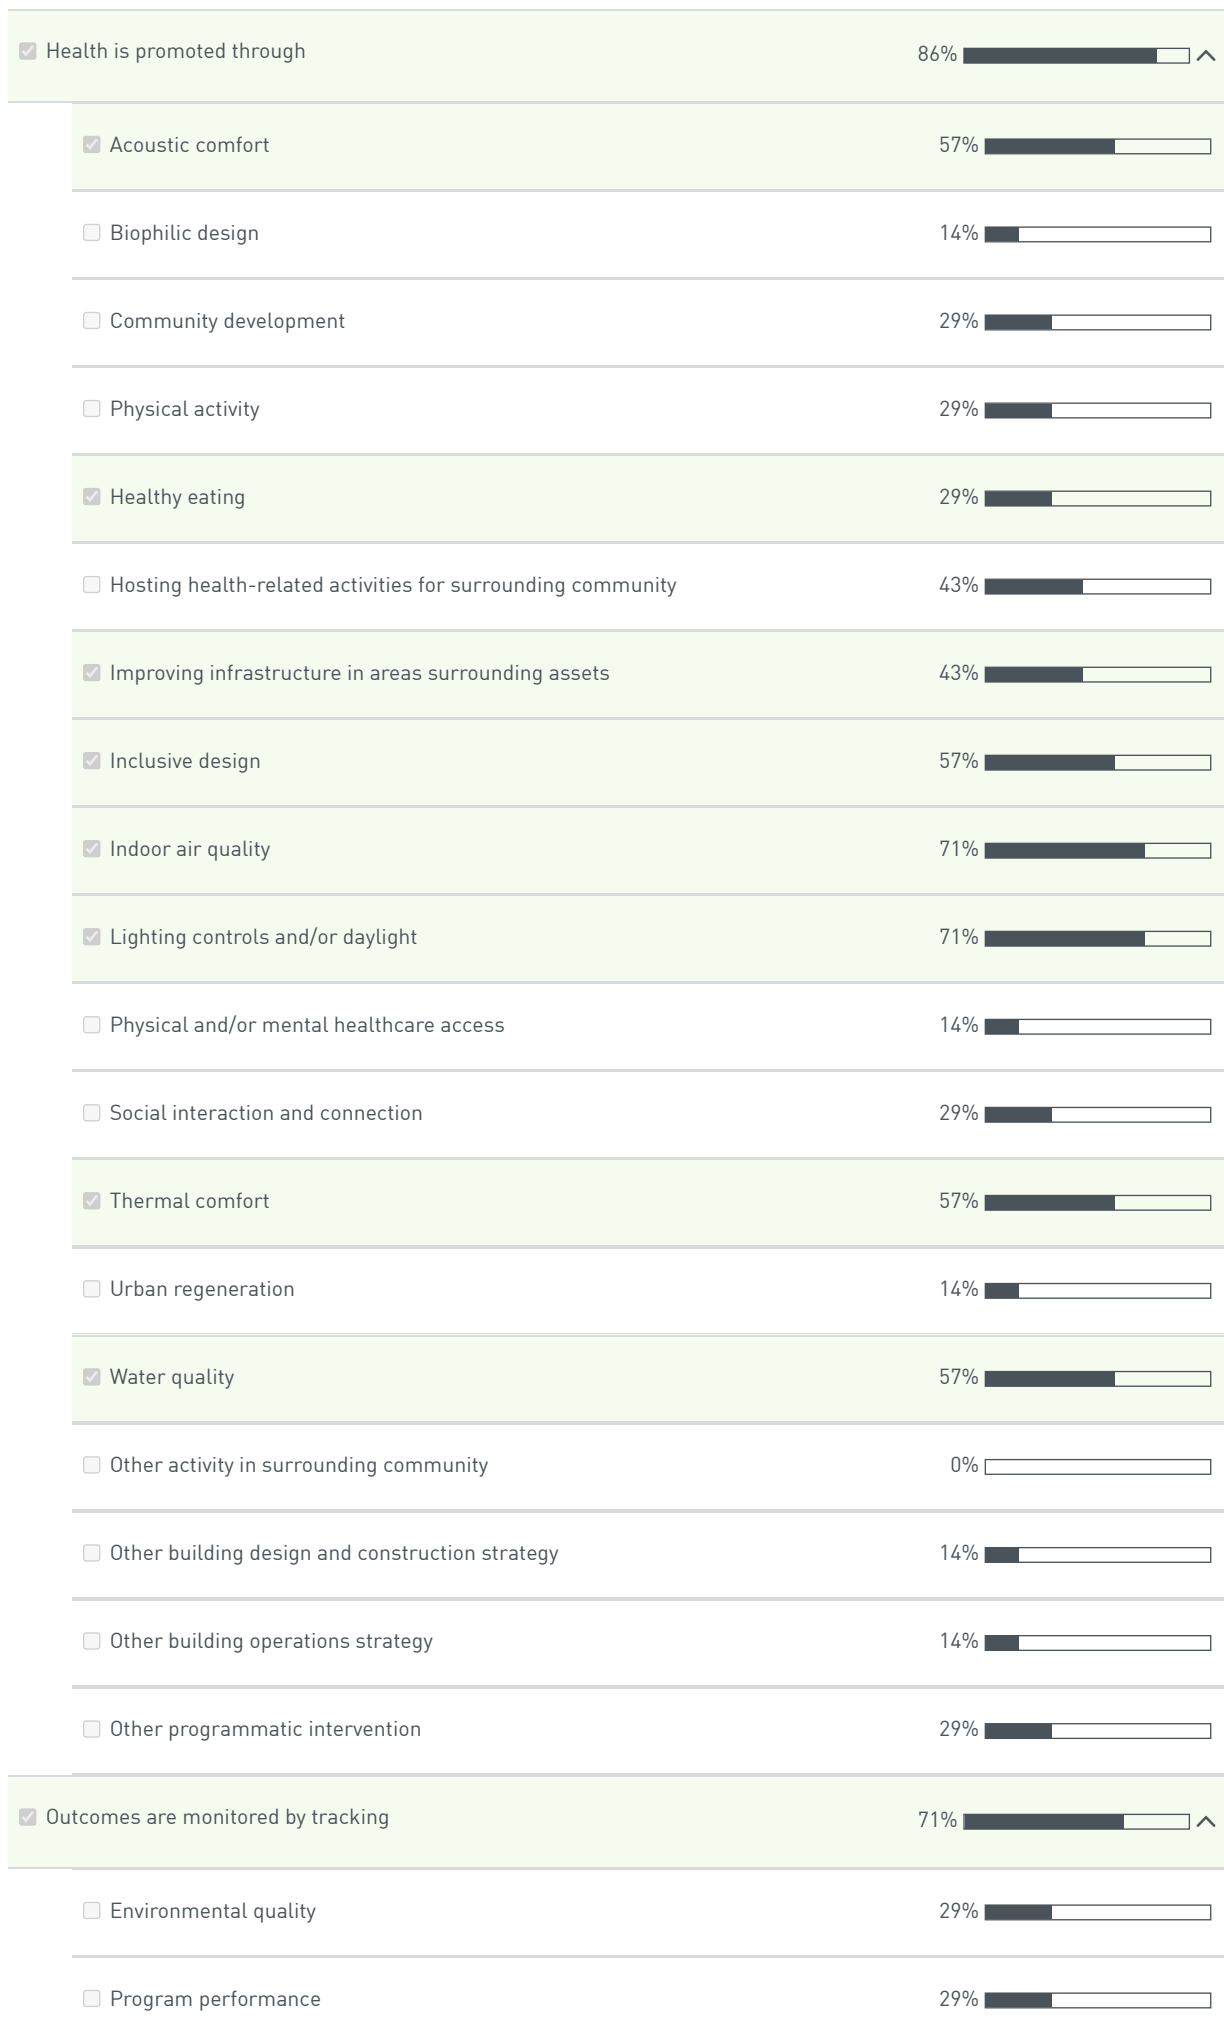 Health is promoted through 86%
Acoustic comfort 57%
Biophilic design 14%
Community development 29%
Physical activity 29%
Healthy eating 29%
Hosting health-related activities for surrounding community 43%
Improving infrastructure in areas surrounding assets 43%
Inclusive design 57%
Indoor air quality 71%
Lighting controls and/or daylight 71%
Physical and/or mental healthcare access 14%
Social interaction and connection 29%
Thermal comfort 57%
Urban regeneration 14%
Water quality 57%
Other activity in surrounding community 0%
Other building design and construction strategy 14%
Other building operations strategy 14%
Other programmatic intervention 29%
Outcomes are monitored by tracking 71%
Environmental quality 29%
Program performance 29%